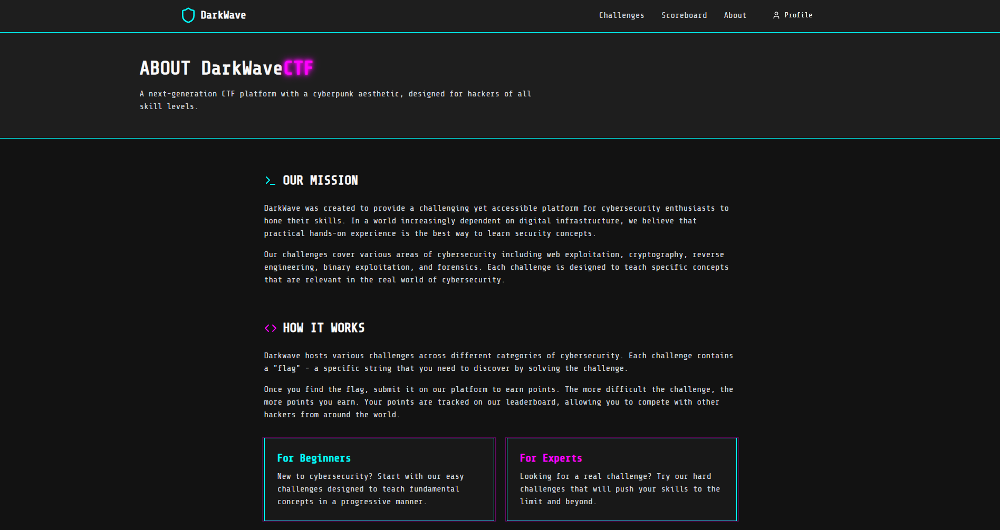 DarkWave
Challenges
Scoreboard
About
Profile
ABOUT DarkWaveCTF
A next-generation CTF platform with a cyberpunk aesthetic, designed for hackers of all
skill levels.
OUR MISSION
DarkWave was created to provide a challenging yet accessible platform for cybersecurity enthusiasts to
hone their skills. In a world increasingly dependent on digital infrastructure, we believe that
practical hands-on experience is the best way to learn security concepts.
Our challenges cover various areas of cybersecurity including web exploitation, cryptography, reverse
engineering, binary exploitation, and forensics. Each challenge is designed to teach specific concepts
that are relevant in the real world of cybersecurity.
HOW IT WORKS
Darkwave hosts various challenges across different categories of cybersecurity. Each challenge contains
a "flag" - a specific string that you need to discover by solving the challenge.
Once you find the flag, submit it on our platform to earn points. The more difficult the challenge, the
more points you earn. Your points are tracked on our leaderboard, allowing you to compete with other
hackers from around the world.
For Beginners
New to cybersecurity? Start with our easy
challenges designed to teach fundamental
concepts in a progressive manner.
For Experts
Looking for a real challenge? Try our hard
challenges that will push your skills to the
limit and beyond.